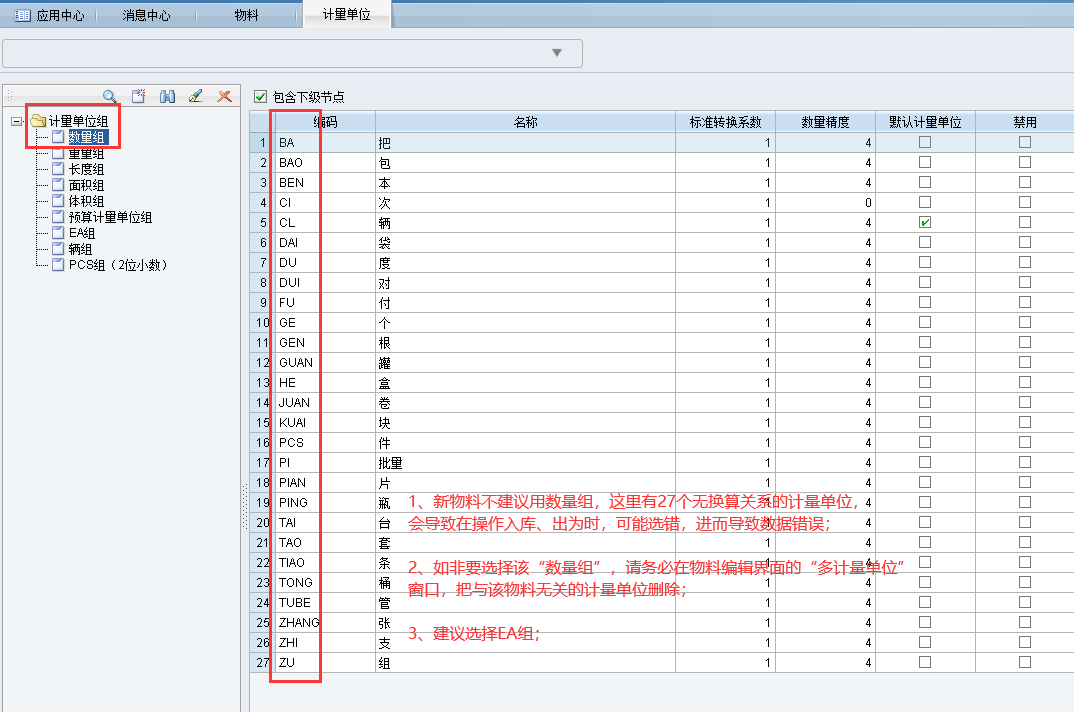 应用中心 消息中心 物料 计量单位
包含下级节点
计量单位组
数量组
重量组
长度组
面积组
体积组
预算计量单位组
EA组
辆组
PCS组（2位小数）
编码 名称 标准转换系数 数量精度 默认计量单位 禁用
1 BA 把 1 4
2 BAO 包 1 4
3 BEN 本 1 4
4 CI 次 1 0
5 CL 辆 1 4
6 DAI 袋 1 4
7 DU 度 1 4
8 DUI 对 1 4
9 FU 付 1 4
10 GE 个 1 4
11 GEN 根 1 4
12 GUAN 罐 1 4
13 HE 盒 1 4
14 JUAN 卷 1 4
15 KUAI 块 1 4
16 PCS 件 1 4
17 PI 批量 1 4
18 PIAN 片 1 4
19 PING 瓶 1 4
20 TAI 台 1 4
21 TAO 套 1 4
22 TIAO 条 1 4
23 TONG 桶 1 4
24 TUBE 管 1 4
25 ZHANG 张 1 4
26 ZHI 支 1 4
27 ZU 组 1 4
1、新物料不建议用数量组，这里有27个无换算关系的计量单位，
会导致在操作入库、出为时，可能选错，进而导致数据错误；
2、如非要选择该“数量组”，请务必在物料编辑界面的“多计量单位”
窗口，把与该物料无关的计量单位删除；
3、建议选择EA组；